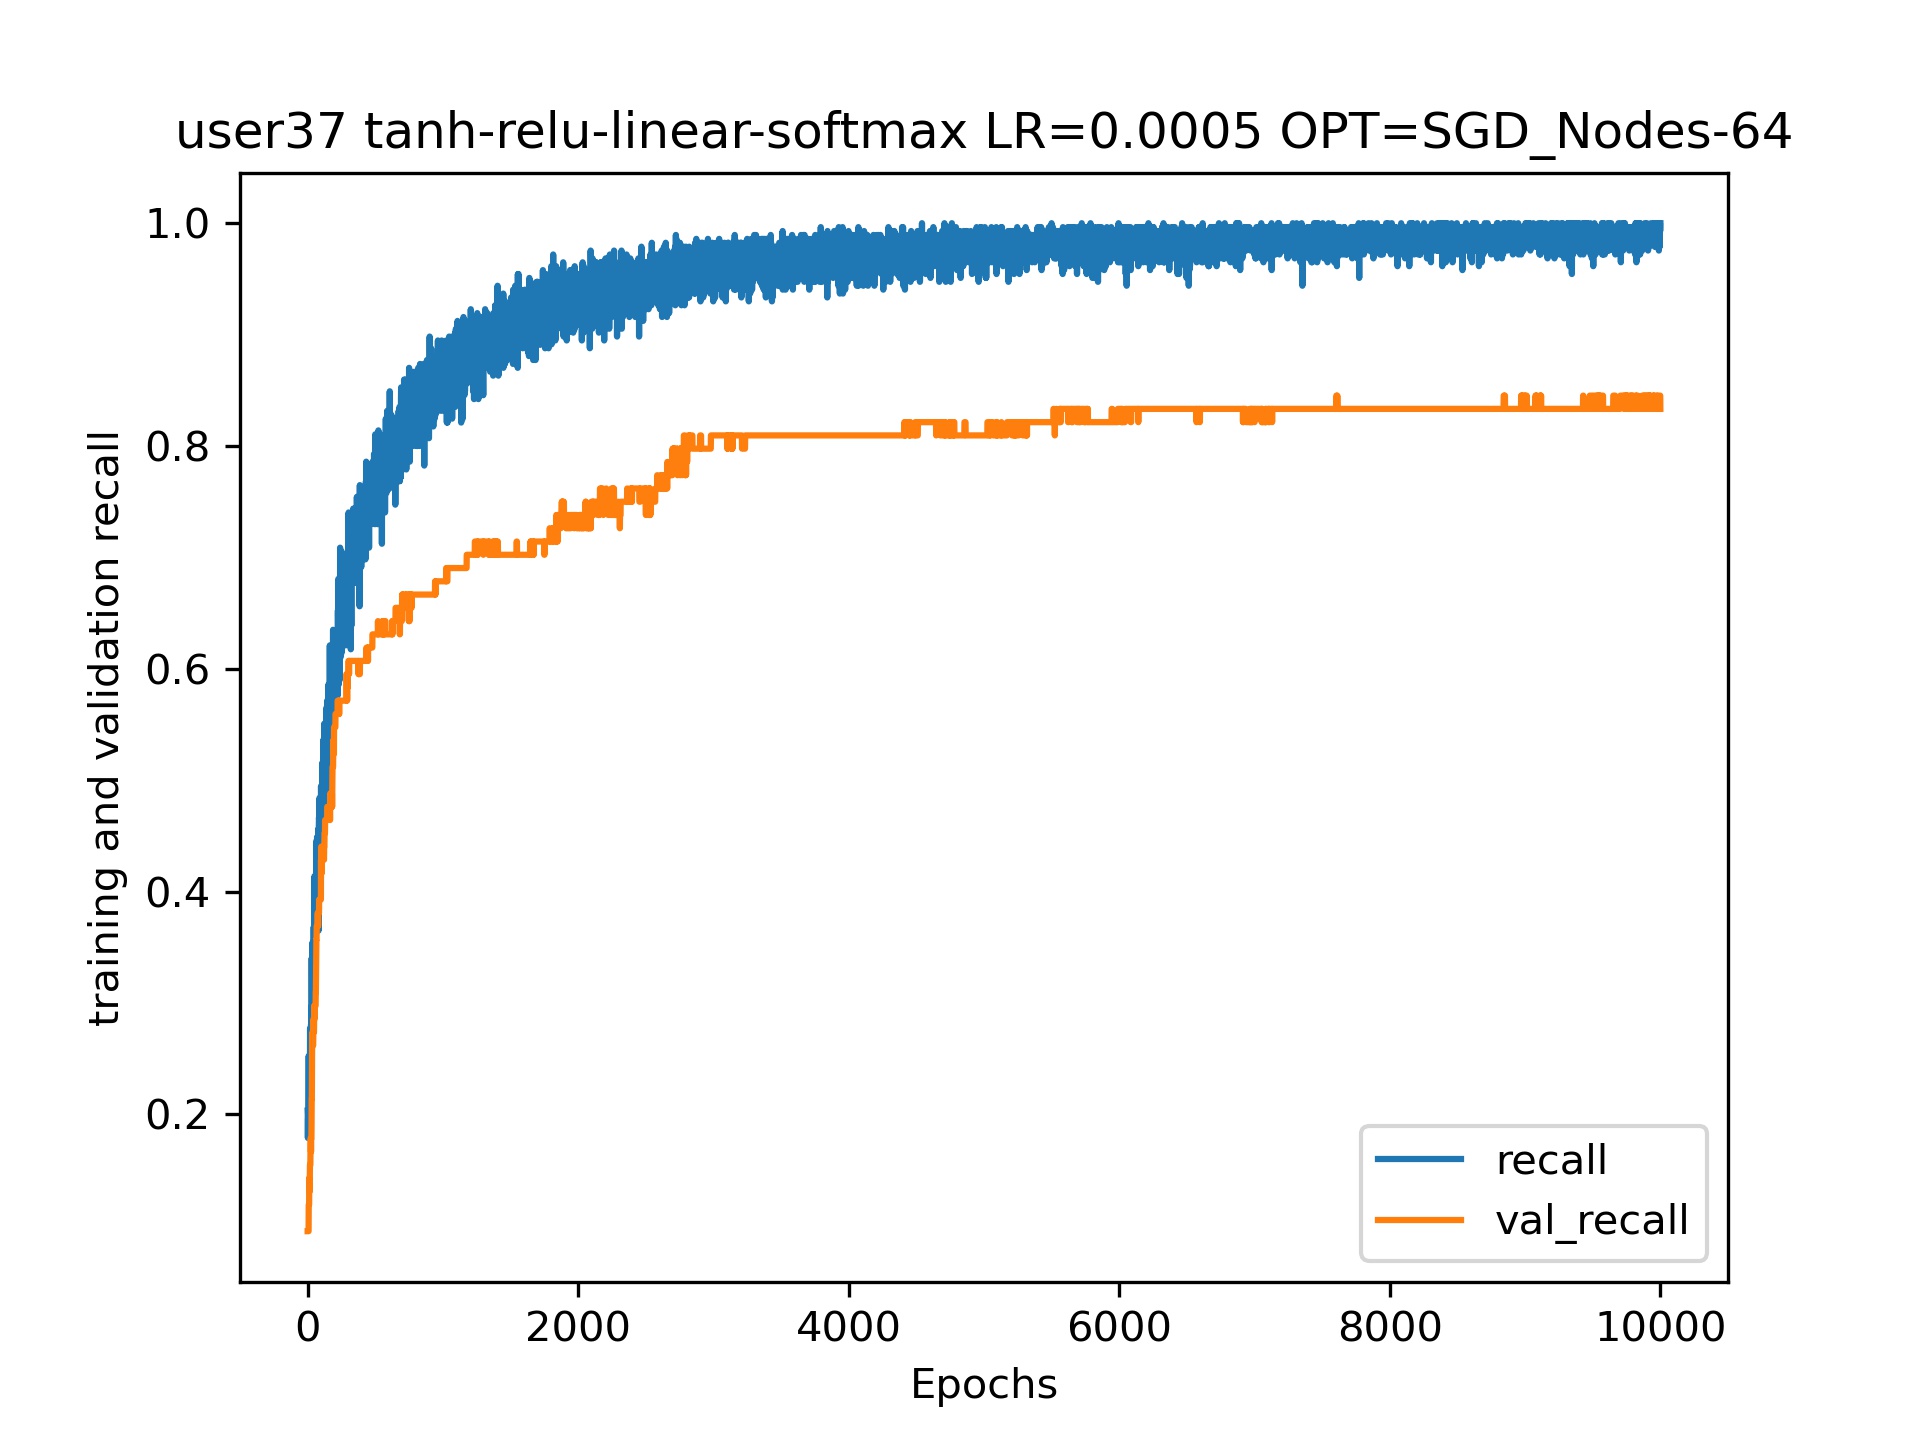 user37 tanh-relu-linear-softmax LR=0.0005 OPT=SGD_Nodes-64
training and validation recall
1.0
0.8
0.6
0.4
0.2
recall
val_recall
0 2000 4000 6000 8000 10000
Epochs